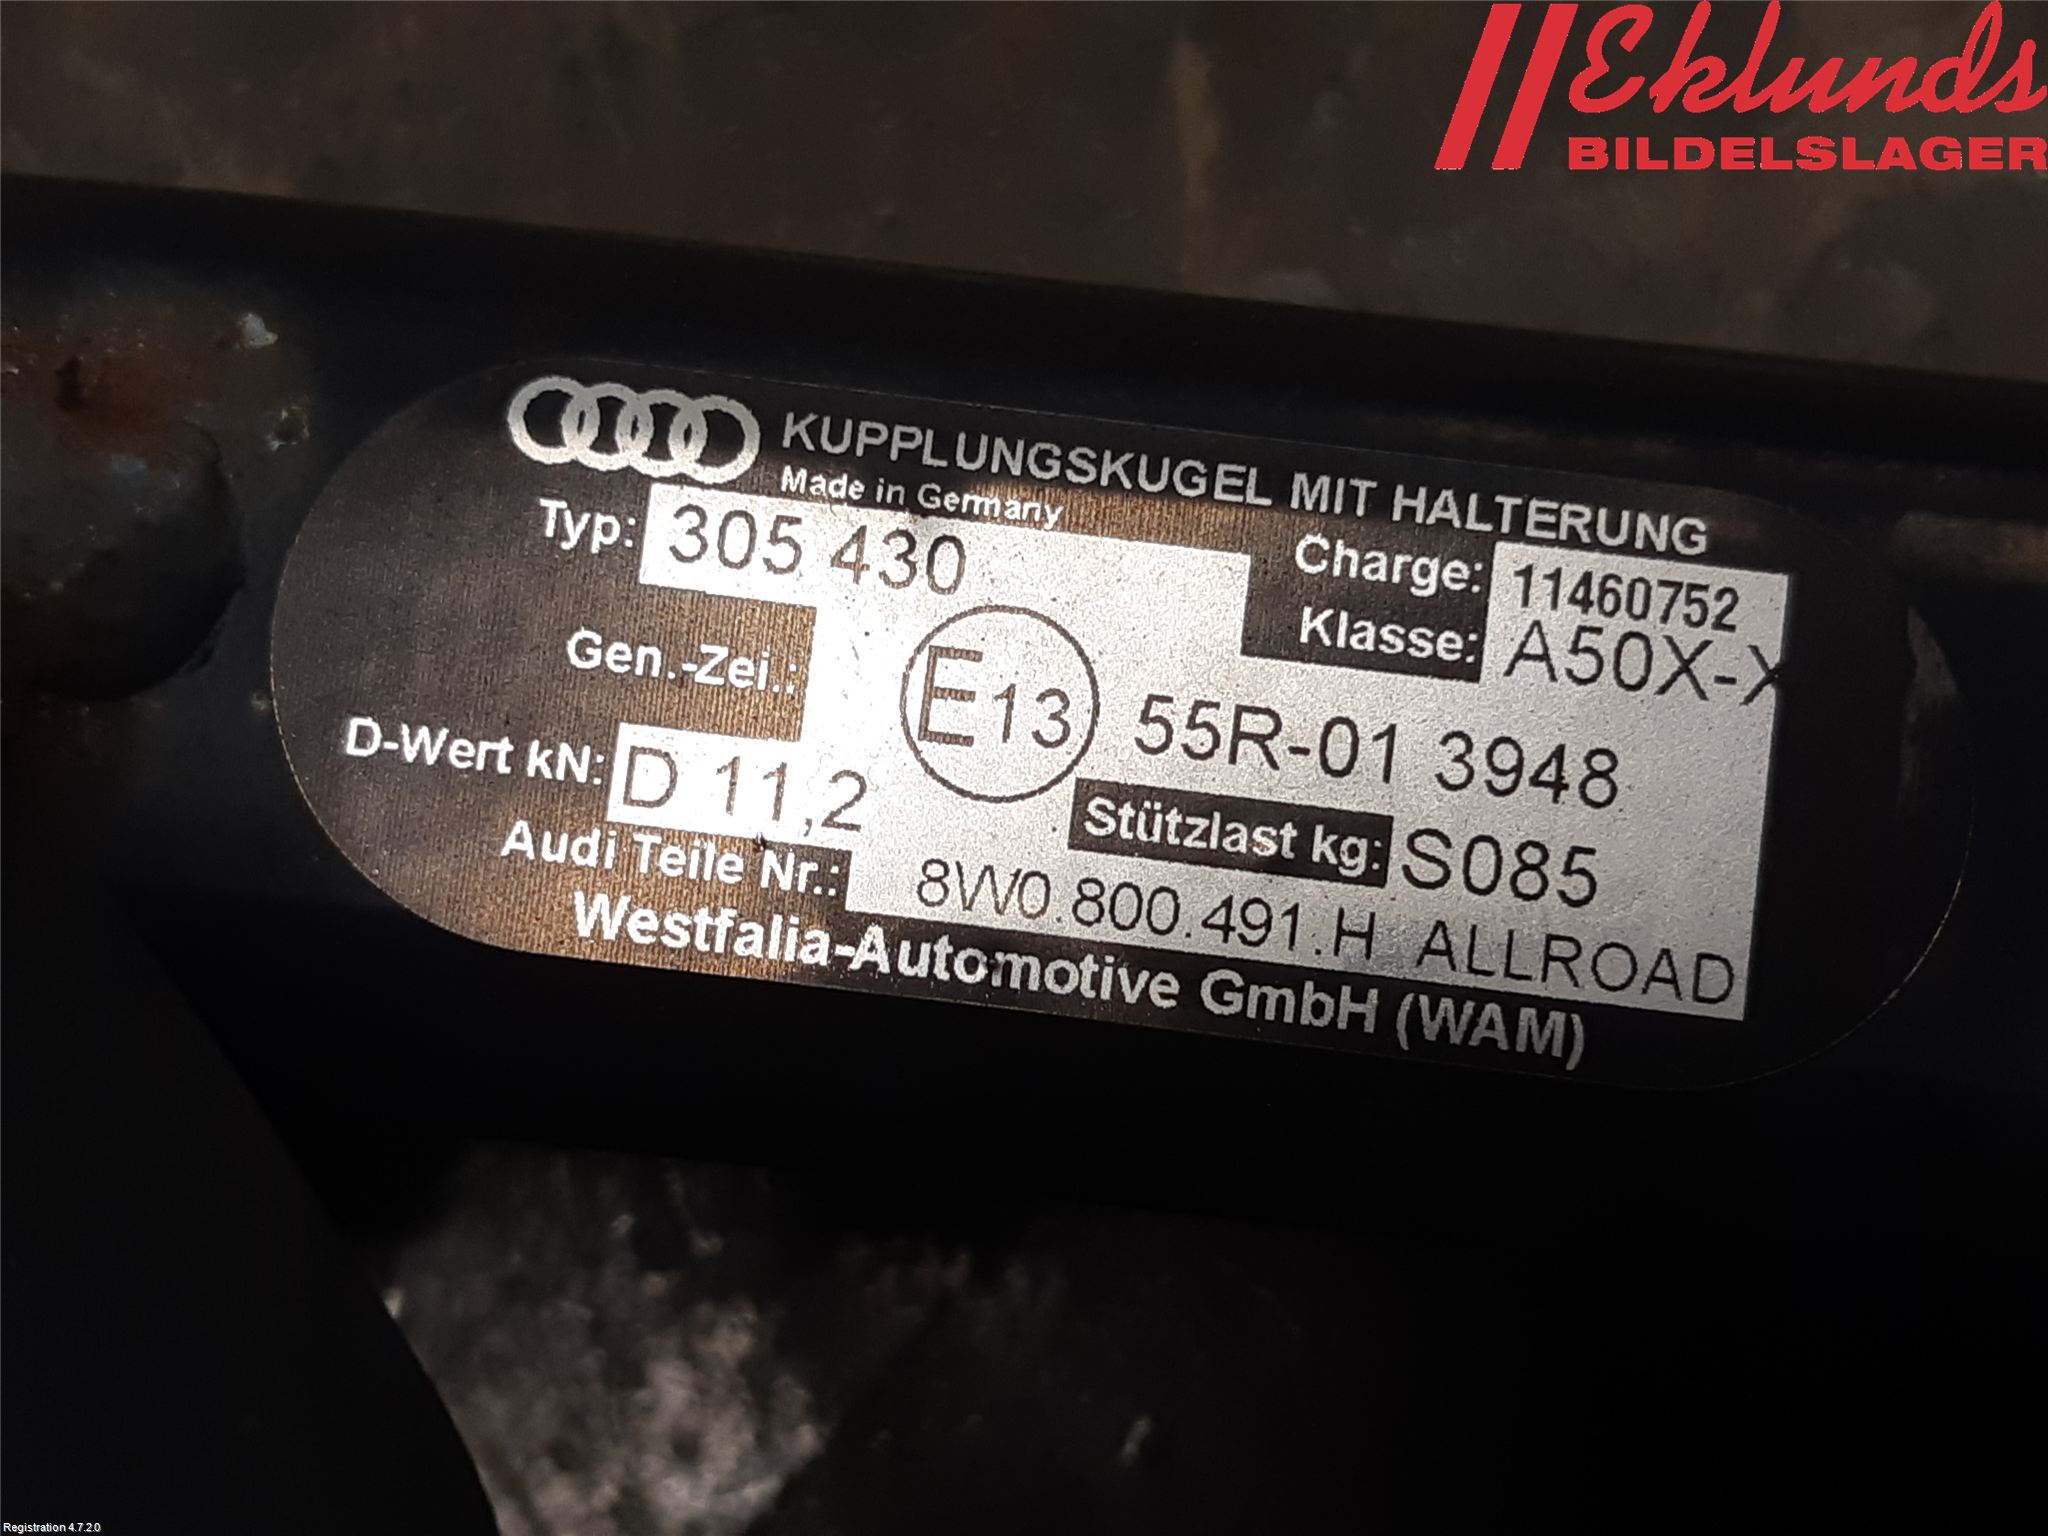 Eklunds
BILDELSLAGER
KUPPLUNGSKUGEL MIT HALTERUNG
Made in Germany
Typ: 305 430
Charge: 11460752
Klasse: A50X-X
Gen.-Zei.: E13 55R-01 3948
D-Wert kN: D 11,2
Stützlast kg: S085
Audi Teile Nr.: 8W0.800.491.H ALLROAD
Westfalia-Automotive GmbH (WAM)
Registration 4.7.2.0